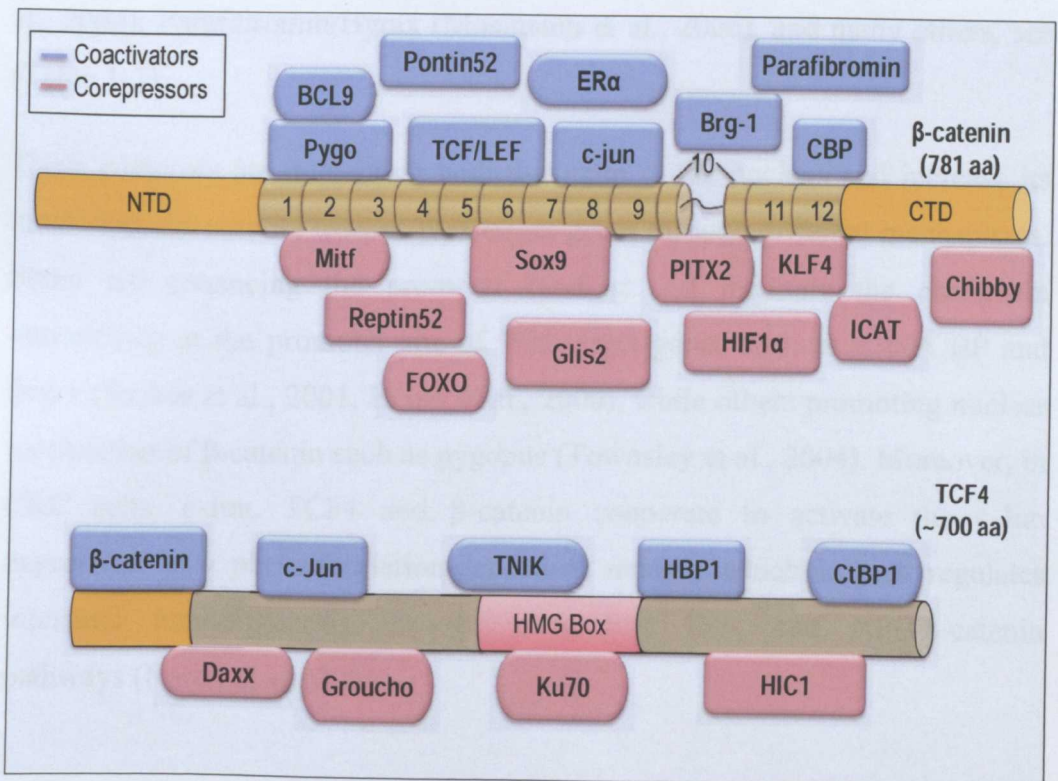 Coactivators
Corepressors
Pontin52
ERα
Parafibromin
BCL9
Brg-1
Pygo
TCF/LEF
c-jun
CBP
β-catenin
(781 aa)
NTD
1 2 3 4 5 6 7 8 9
10
11 12
CTD
Mitf
Sox9
PITX2
KLF4
Chibby
Reptin52
Glis2
HIF1α
ICAT
FOXO
TCF4
(~700 aa)
β-catenin
c-Jun
TNIK
HBP1
CtBP1
HMG Box
Daxx
Groucho
Ku70
HIC1